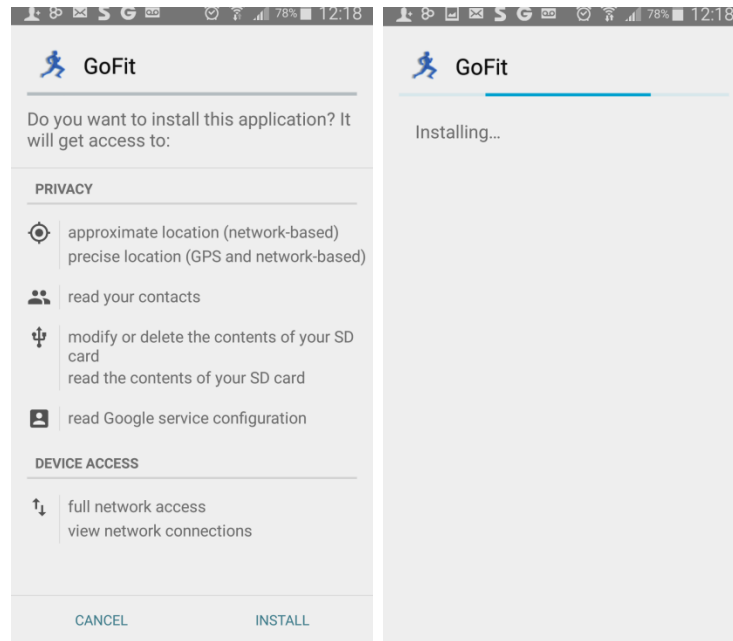 78% 12:18
GoFit
Do you want to install this application? It
will get access to:
PRIVACY
approximate location (network-based)
precise location (GPS and network-based)
read your contacts
modify or delete the contents of your SD
card
read the contents of your SD card
read Google service configuration
DEVICE ACCESS
full network access
view network connections
CANCEL INSTALL
78% 12:18
GoFit
Installing...